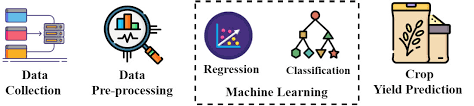 Data
Collection
Data
Pre-processing
Regression
Classification
Machine Learning
Crop
Yield Prediction